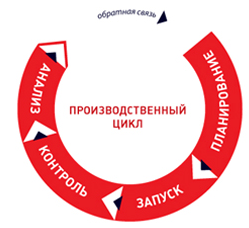 обратная связь
ПРОИЗВОДСТВЕННЫЙ
ЦИКЛ
ПЛАНИРОВАНИЕ
ЗАПУСК
КОНТРОЛЬ
АНАЛИЗ